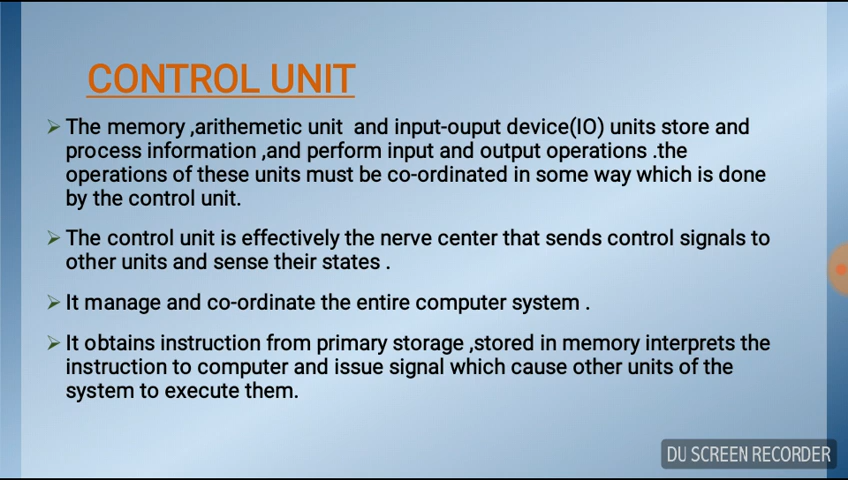 CONTROL UNIT
The memory ,arithemetic unit and input-ouput device(IO) units store and
process information ,and perform input and output operations .the
operations of these units must be co-ordinated in some way which is done
by the control unit.
The control unit is effectively the nerve center that sends control signals to
other units and sense their states .
It manage and co-ordinate the entire computer system .
It obtains instruction from primary storage ,stored in memory interprets the
instruction to computer and issue signal which cause other units of the
system to execute them.
DU SCREEN RECORDER